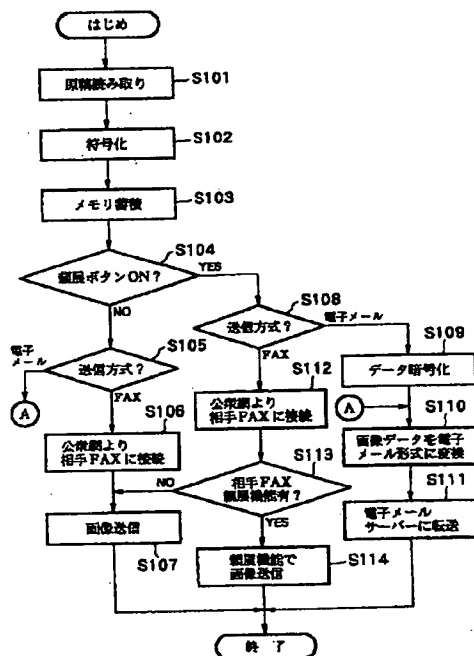 はじめ
原稿読み取り
S101
符号化
S102
メモリ蓄積
S103
親展ボタンON?
S104
YES
NO
送信方式?
S105
電子
メール
A
FAX
公衆網より
相手FAXに接続
S106
画像送信
S107
送信方式?
S108
電子メール
FAX
データ暗号化
S109
A
画像データを電子
メール形式に変換
S110
電子メール
サーバーに転送
S111
公衆網より
相手FAXに接続
S112
相手FAX
親展機能有?
S113
NO
YES
親展機能で
画像送信
S114
終了